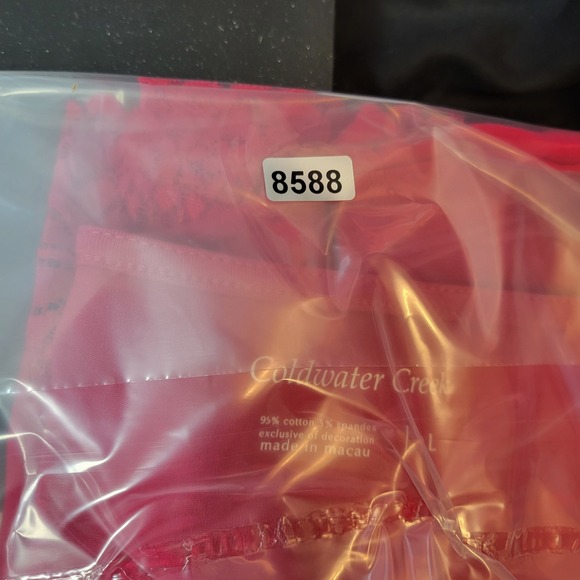 8588
Coldwater Creek
95% cotton 5% spandex
exclusive of decoration
made in macau
L